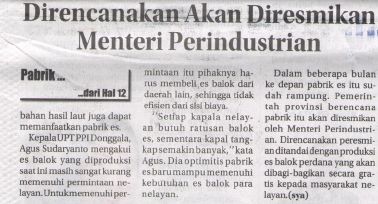 Direncanakan Akan Diresmikan
Menteri Perindustrian
Pabrik ...
...dari Hal 12
bahan hasil laut juga dapat
memanfaatkan pabrik es.
Kepala UPT PPI Donggala,
Agus Sudaryanto mengakui
es balok yang diproduksi
saat ini masih sangat kurang
memenuhi permintaan ne-
layan. Untuk memenuhi per-
mintaan itu pihaknya ha-
rus membeli es balok dari
daerah lain, sehingga tidak
efisien dari sisi biaya.
"Setiap kapala nelay-
an butuh ratusan balok
es, sementara kapal tang-
kap semakin banyak," kata
Agus. Dia optimitis pabrik
es baru mampu memenuhi
kebutuhan es balok para
nelayan.
Dalam beberapa bulan
ke depan pabrik es itu su-
dah rampung. Pemerin-
tah provinsi berencana
pabrik itu akan diresmikan
oleh Menteri Perindustri-
an. Direncanakan peresmi-
an ditandai dengan produksi
es balok perdana yang akan
dibagi-bagikan secara gra-
tis kepada masyarakat ne-
layan.(sya)